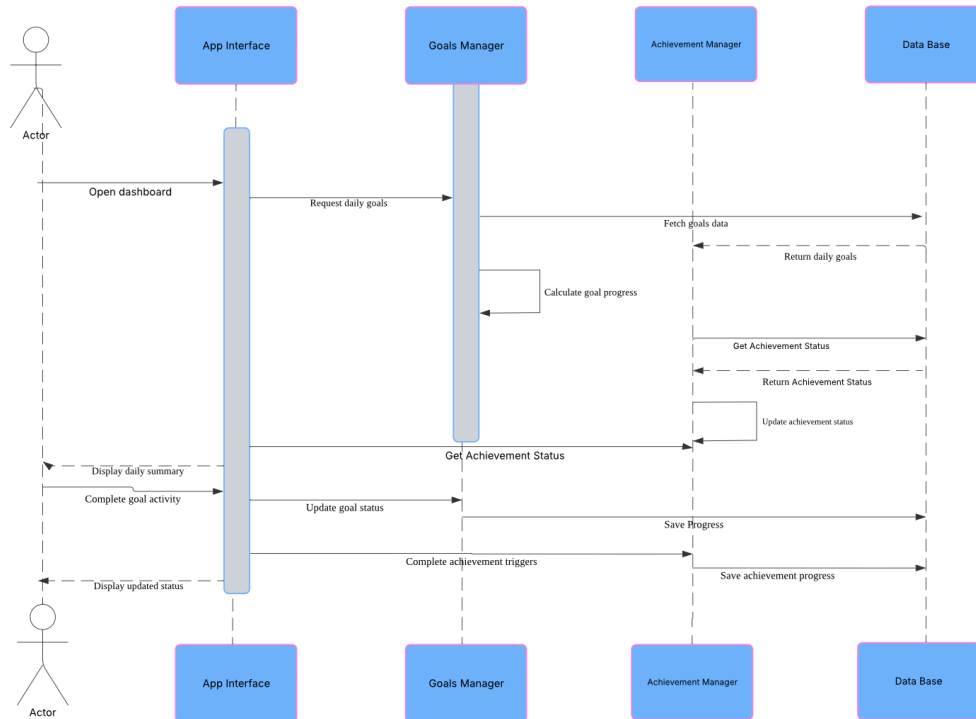 App Interface
Goals Manager
Achievement Manager
Data Base
Actor
Open dashboard
Request daily goals
Fetch goals data
Return daily goals
Calculate goal progress
Get Achievement Status
Return Achievement Status
Update achievement status
Get Achievement Status
Display daily summary
Complete goal activity
Update goal status
Save Progress
Complete achievement triggers
Save achievement progress
Display updated status
App Interface
Goals Manager
Achievement Manager
Data Base
Actor